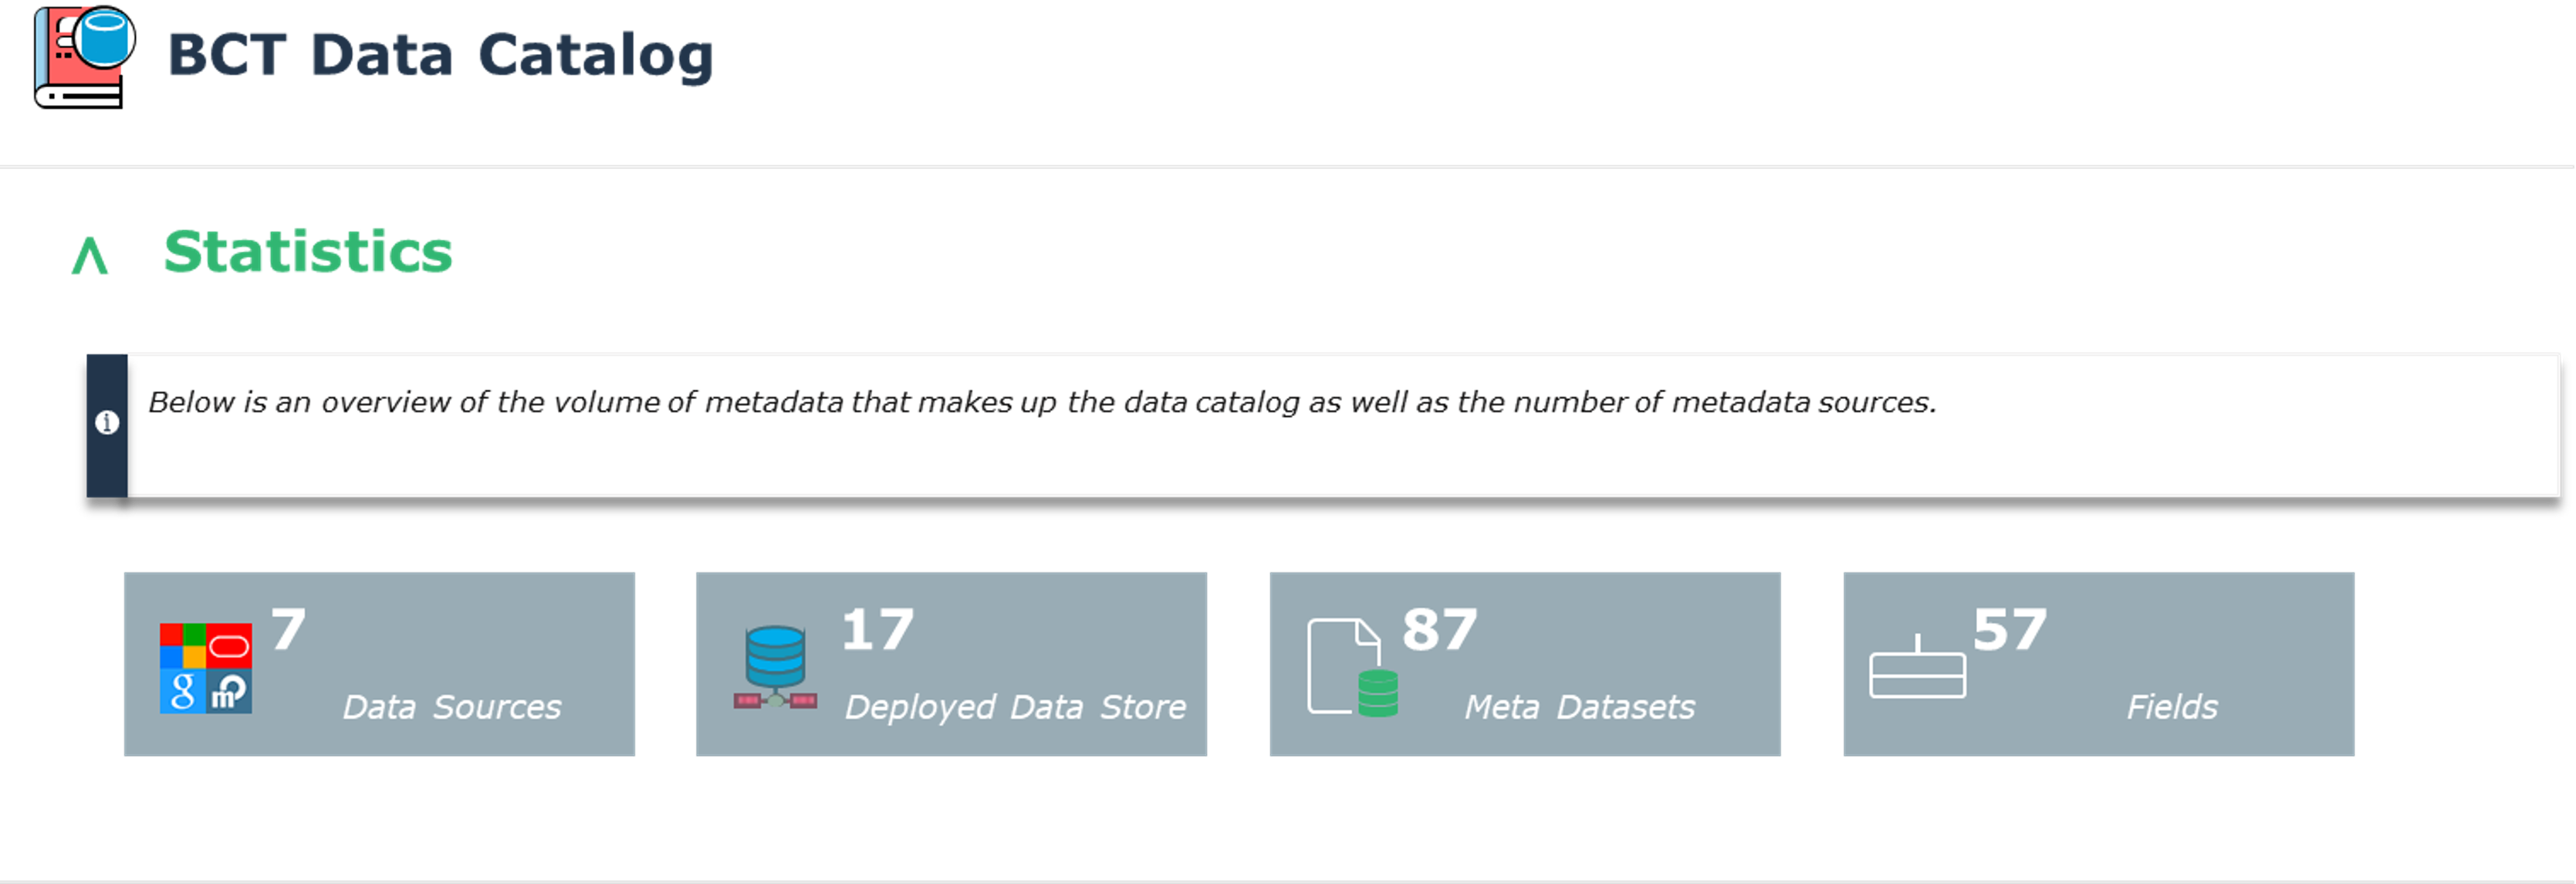 BCT Data Catalog
Statistics
Below is an overview of the volume of metadata that makes up the data catalog as well as the number of metadata sources.
7
Data Sources
17
Deployed Data Store
87
Meta Datasets
57
Fields